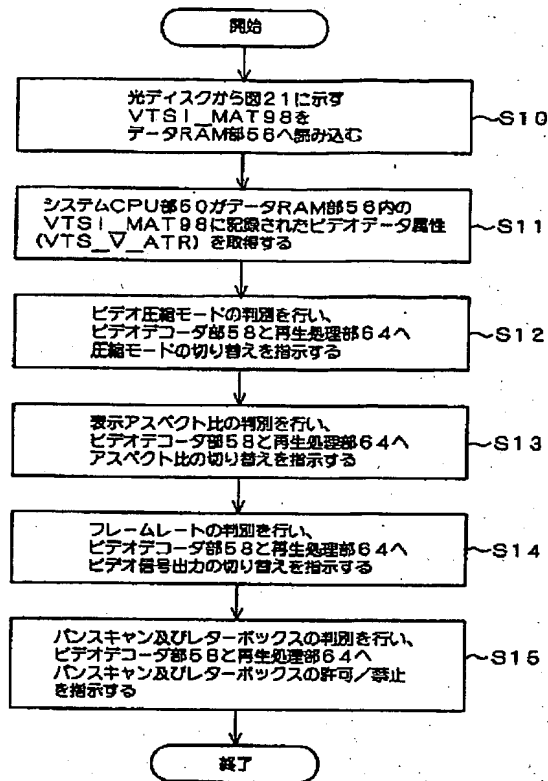 開始
光ディスクから図21に示す
VTSI_MAT98を
データRAM部56へ読み込む
S10
システムCPU部50がデータRAM部56内の
VTSI_MAT98に記録されたビデオデータ属性
(VTS_V_ATR)を取得する
S11
ビデオ圧縮モードの判別を行い、
ビデオデコーダ部58と再生処理部64へ
圧縮モードの切り替えを指示する
S12
表示アスペクト比の判別を行い、
ビデオデコーダ部58と再生処理部64へ
アスペクト比の切り替えを指示する
S13
フレームレートの判別を行い、
ビデオデコーダ部58と再生処理部64へ
ビデオ信号出力の切り替えを指示する
S14
パンスキャン及びレターボックスの判別を行い、
ビデオデコーダ部58と再生処理部64へ
パンスキャン及びレターボックスの許可/禁止
を指示する
S15
終了